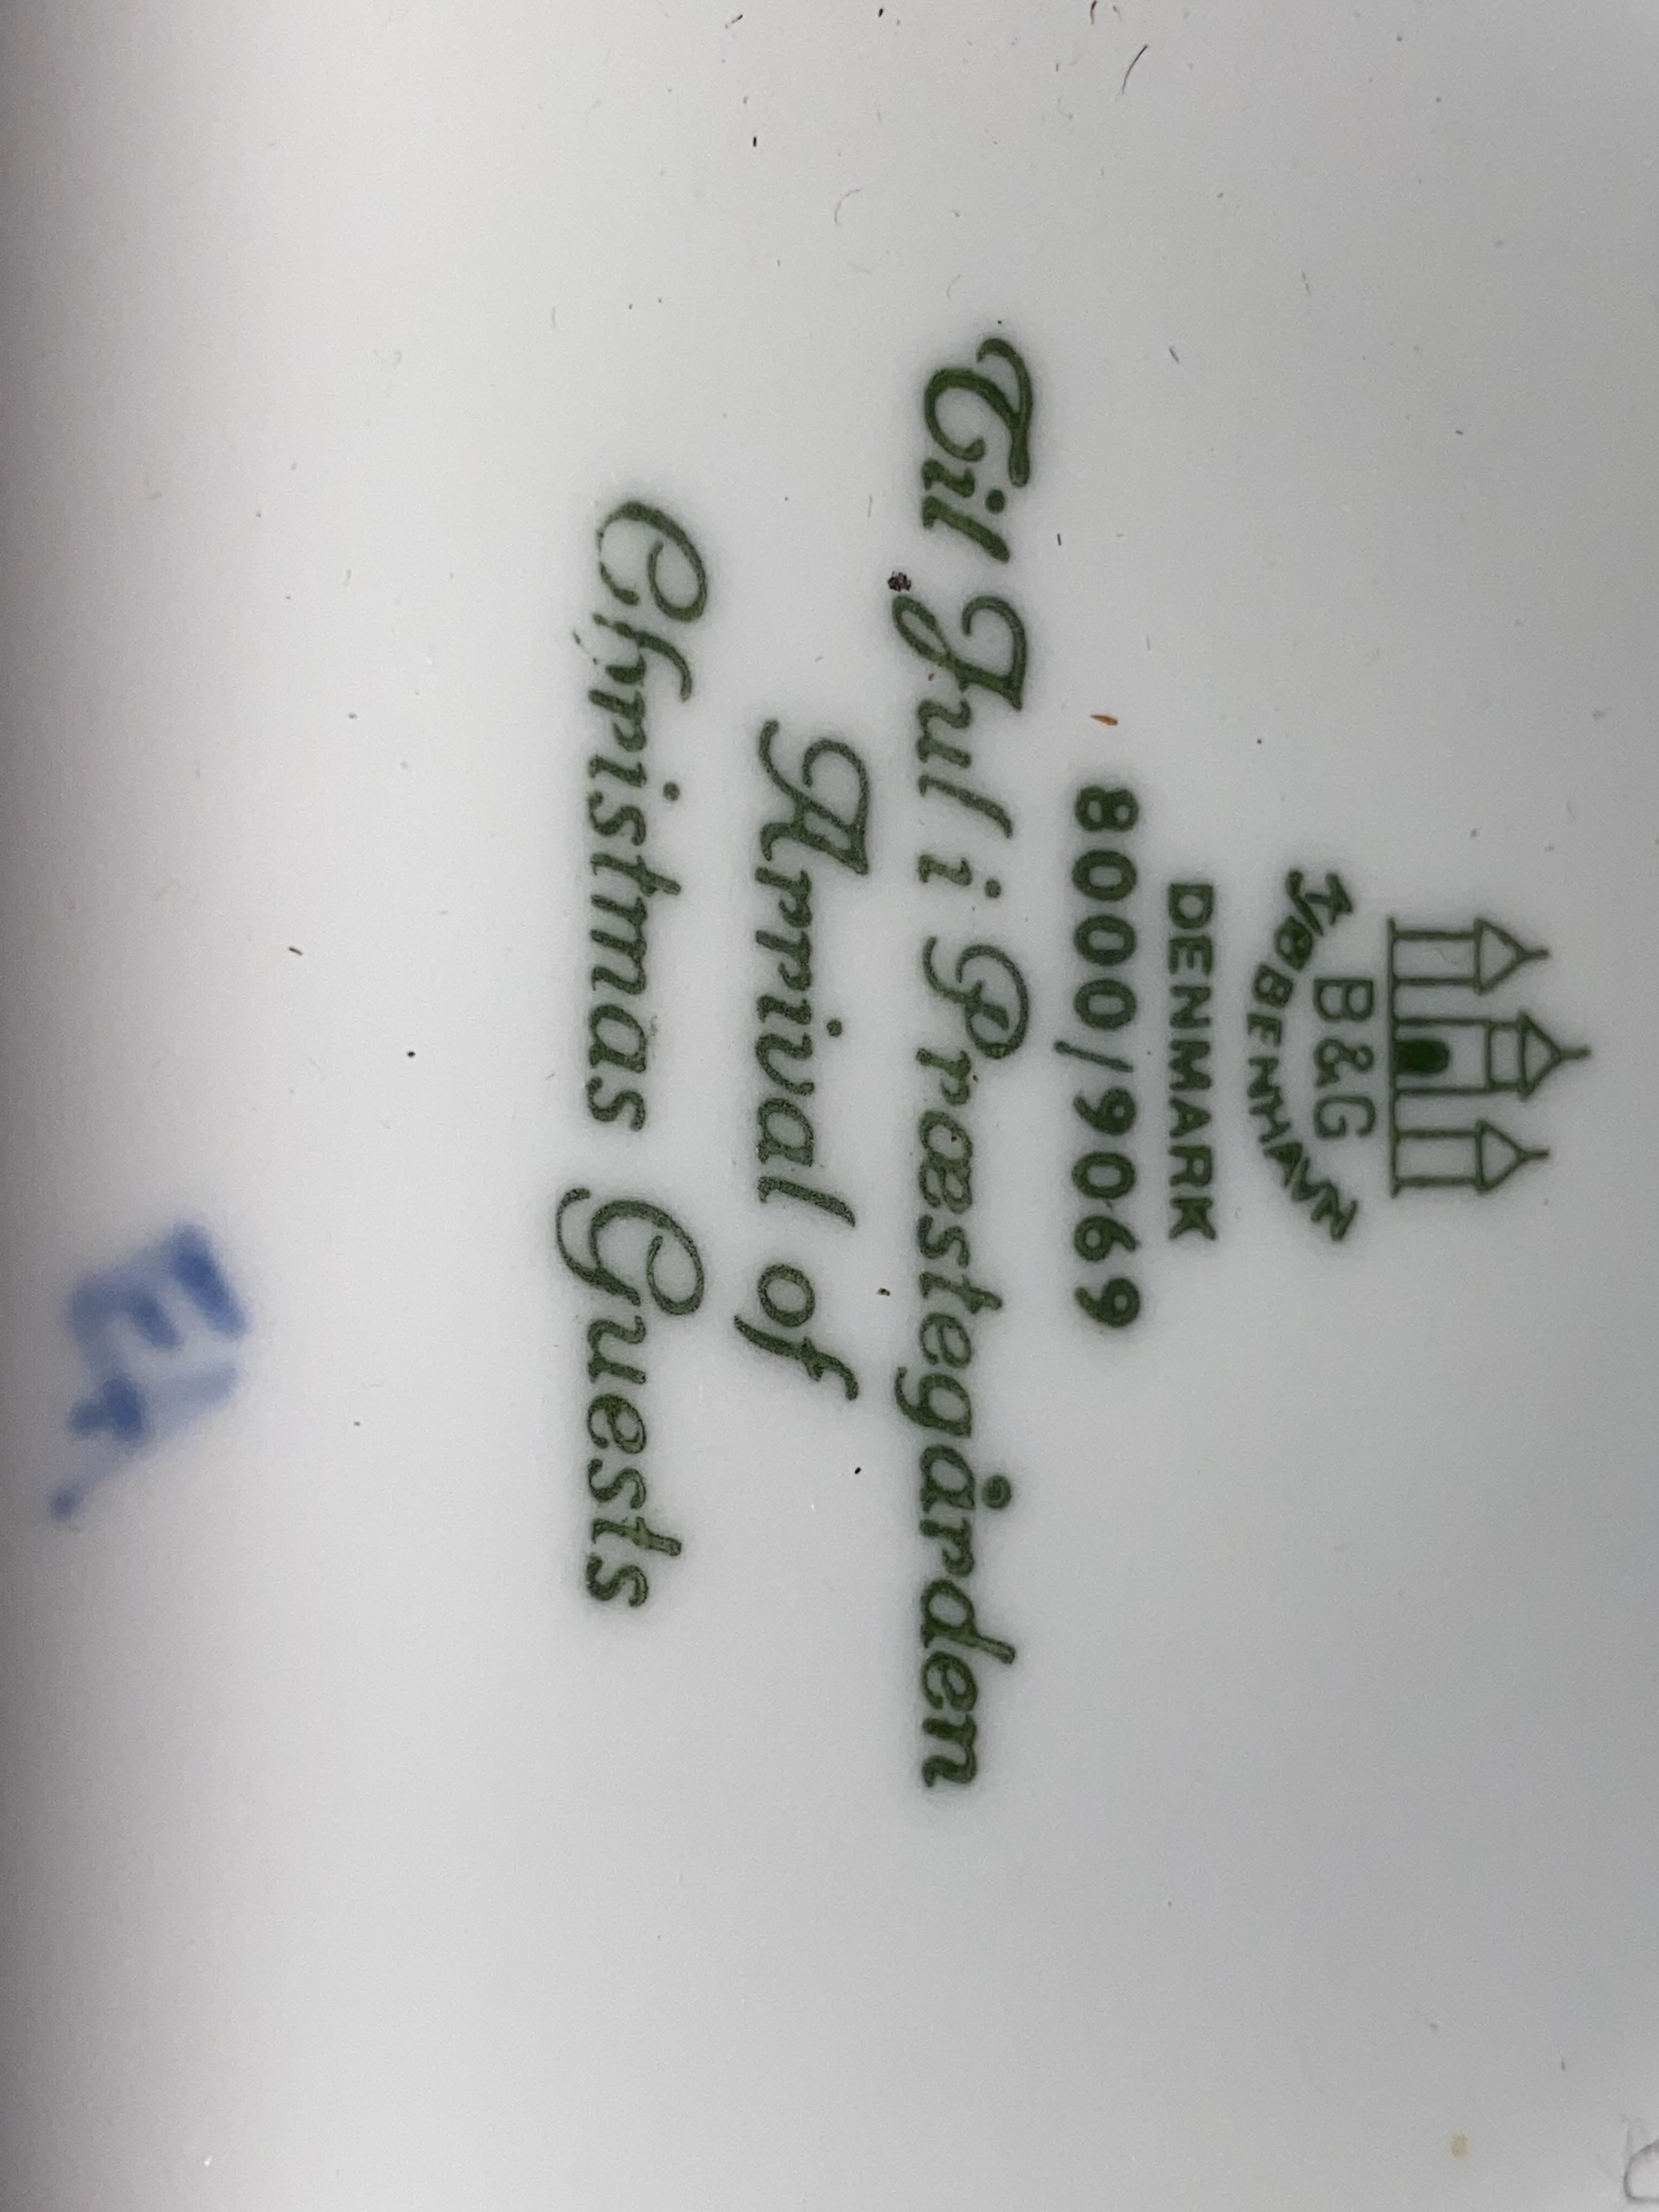 B&G
KJØBENHAVN
DENMARK
8000/9069
Til Jul i Præstegården
Arrival of
Christmas Guests